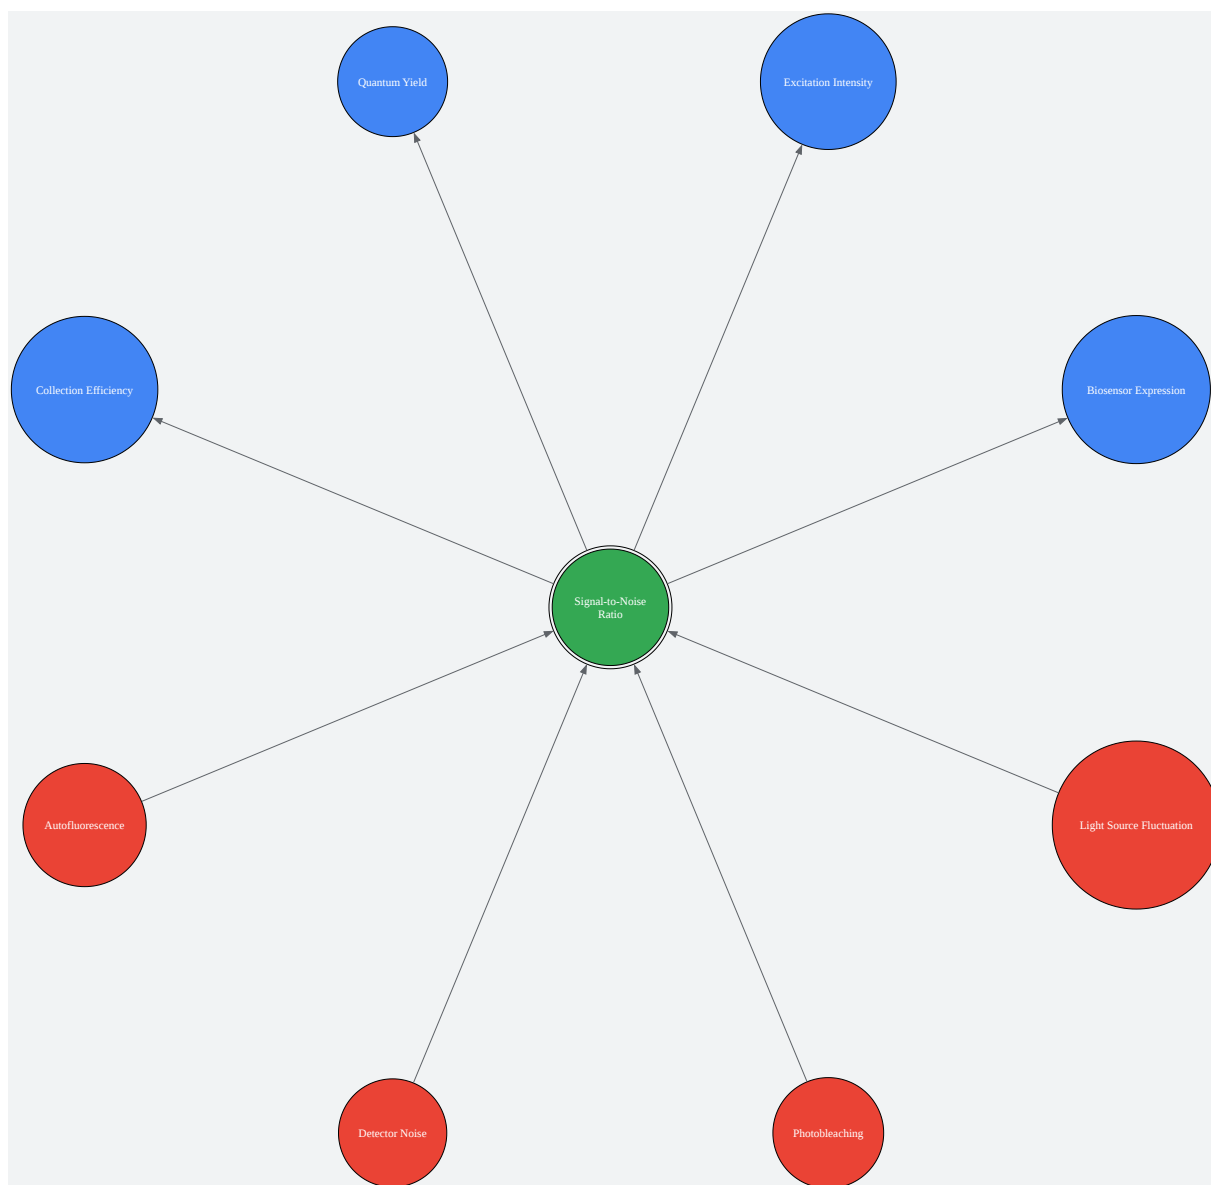 Quantum Yield
Excitation Intensity
Collection Efficiency
Biosensor Expression
Signal-to-Noise
Ratio
Autofluorescence
Light Source Fluctuation
Detector Noise
Photobleaching